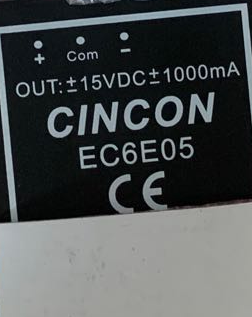 + Com -
OUT:±15VDC±1000mA
CINCON
EC6E05
CE